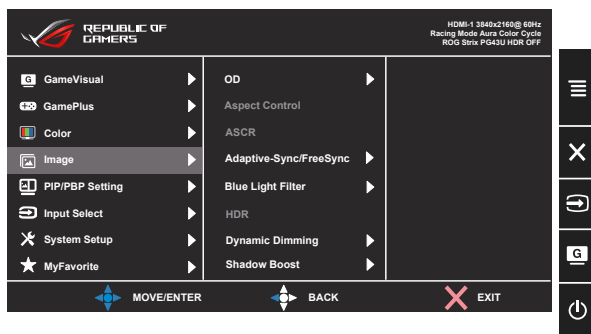 REPUBLIC OF
GAMERS
HDMI-1 3840x2160@ 60Hz
Racing Mode Aura Color Cycle
ROG Strix PG43U HDR OFF
G GameVisual
GamePlus
Color
Image
PIP/PBP Setting
Input Select
System Setup
MyFavorite
OD
Aspect Control
ASCR
Adaptive-Sync/FreeSync
Blue Light Filter
HDR
Dynamic Dimming
Shadow Boost
MOVE/ENTER
BACK
EXIT
G